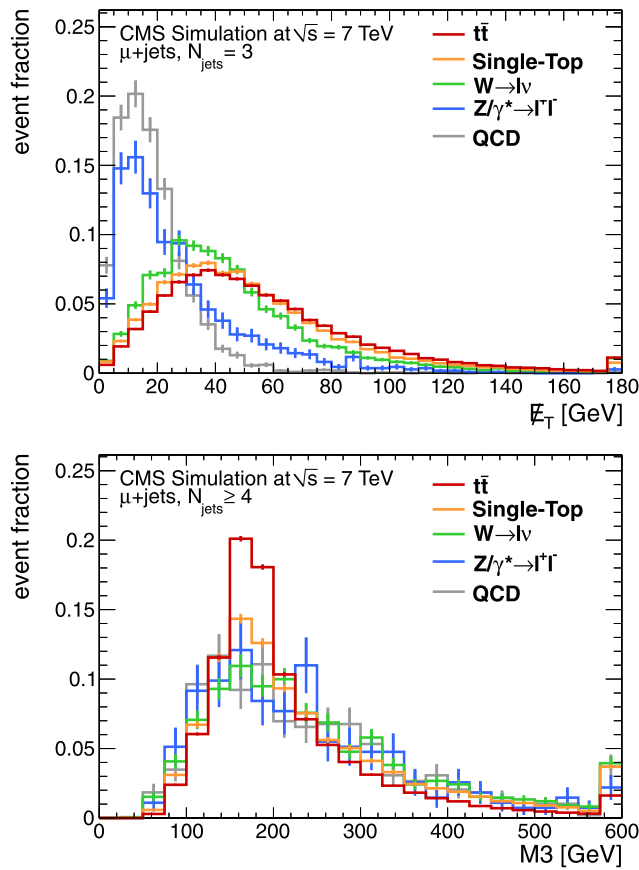 CMS Simulation at √s = 7 TeV
μ+jets, N_jets = 3
tt̄
Single-Top
W→lν
Z/γ*→l⁺l⁻
QCD
event fraction
0.25
0.2
0.15
0.1
0.05
0
0 20 40 60 80 100 120 140 160 180
E̸_T [GeV]
CMS Simulation at √s = 7 TeV
μ+jets, N_jets ≥ 4
tt̄
Single-Top
W→lν
Z/γ*→l⁺l⁻
QCD
event fraction
0.25
0.2
0.15
0.1
0.05
0
0 100 200 300 400 500 600
M3 [GeV]